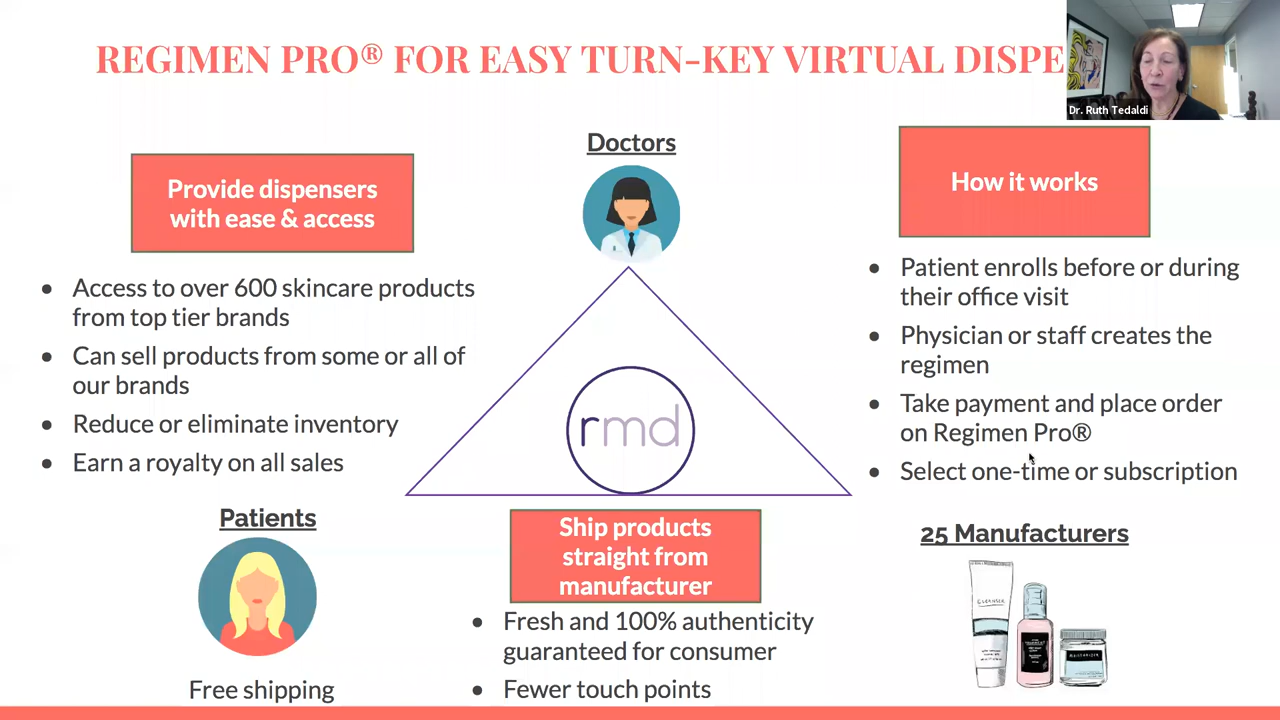 REGIMEN PRO® FOR EASY TURN-KEY VIRTUAL DISPE
Dr. Ruth Tedaldi
Doctors
Provide dispensers
with ease & access
• Access to over 600 skincare products
from top tier brands
• Can sell products from some or all of
our brands
• Reduce or eliminate inventory
• Earn a royalty on all sales
How it works
• Patient enrolls before or during
their office visit
• Physician or staff creates the
regimen
• Take payment and place order
on Regimen Pro®
• Select one-time or subscription
rmd
Patients
Free shipping
Ship products
straight from
manufacturer
• Fresh and 100% authenticity
guaranteed for consumer
• Fewer touch points
25 Manufacturers
CLEANSER
MOISTURIZER